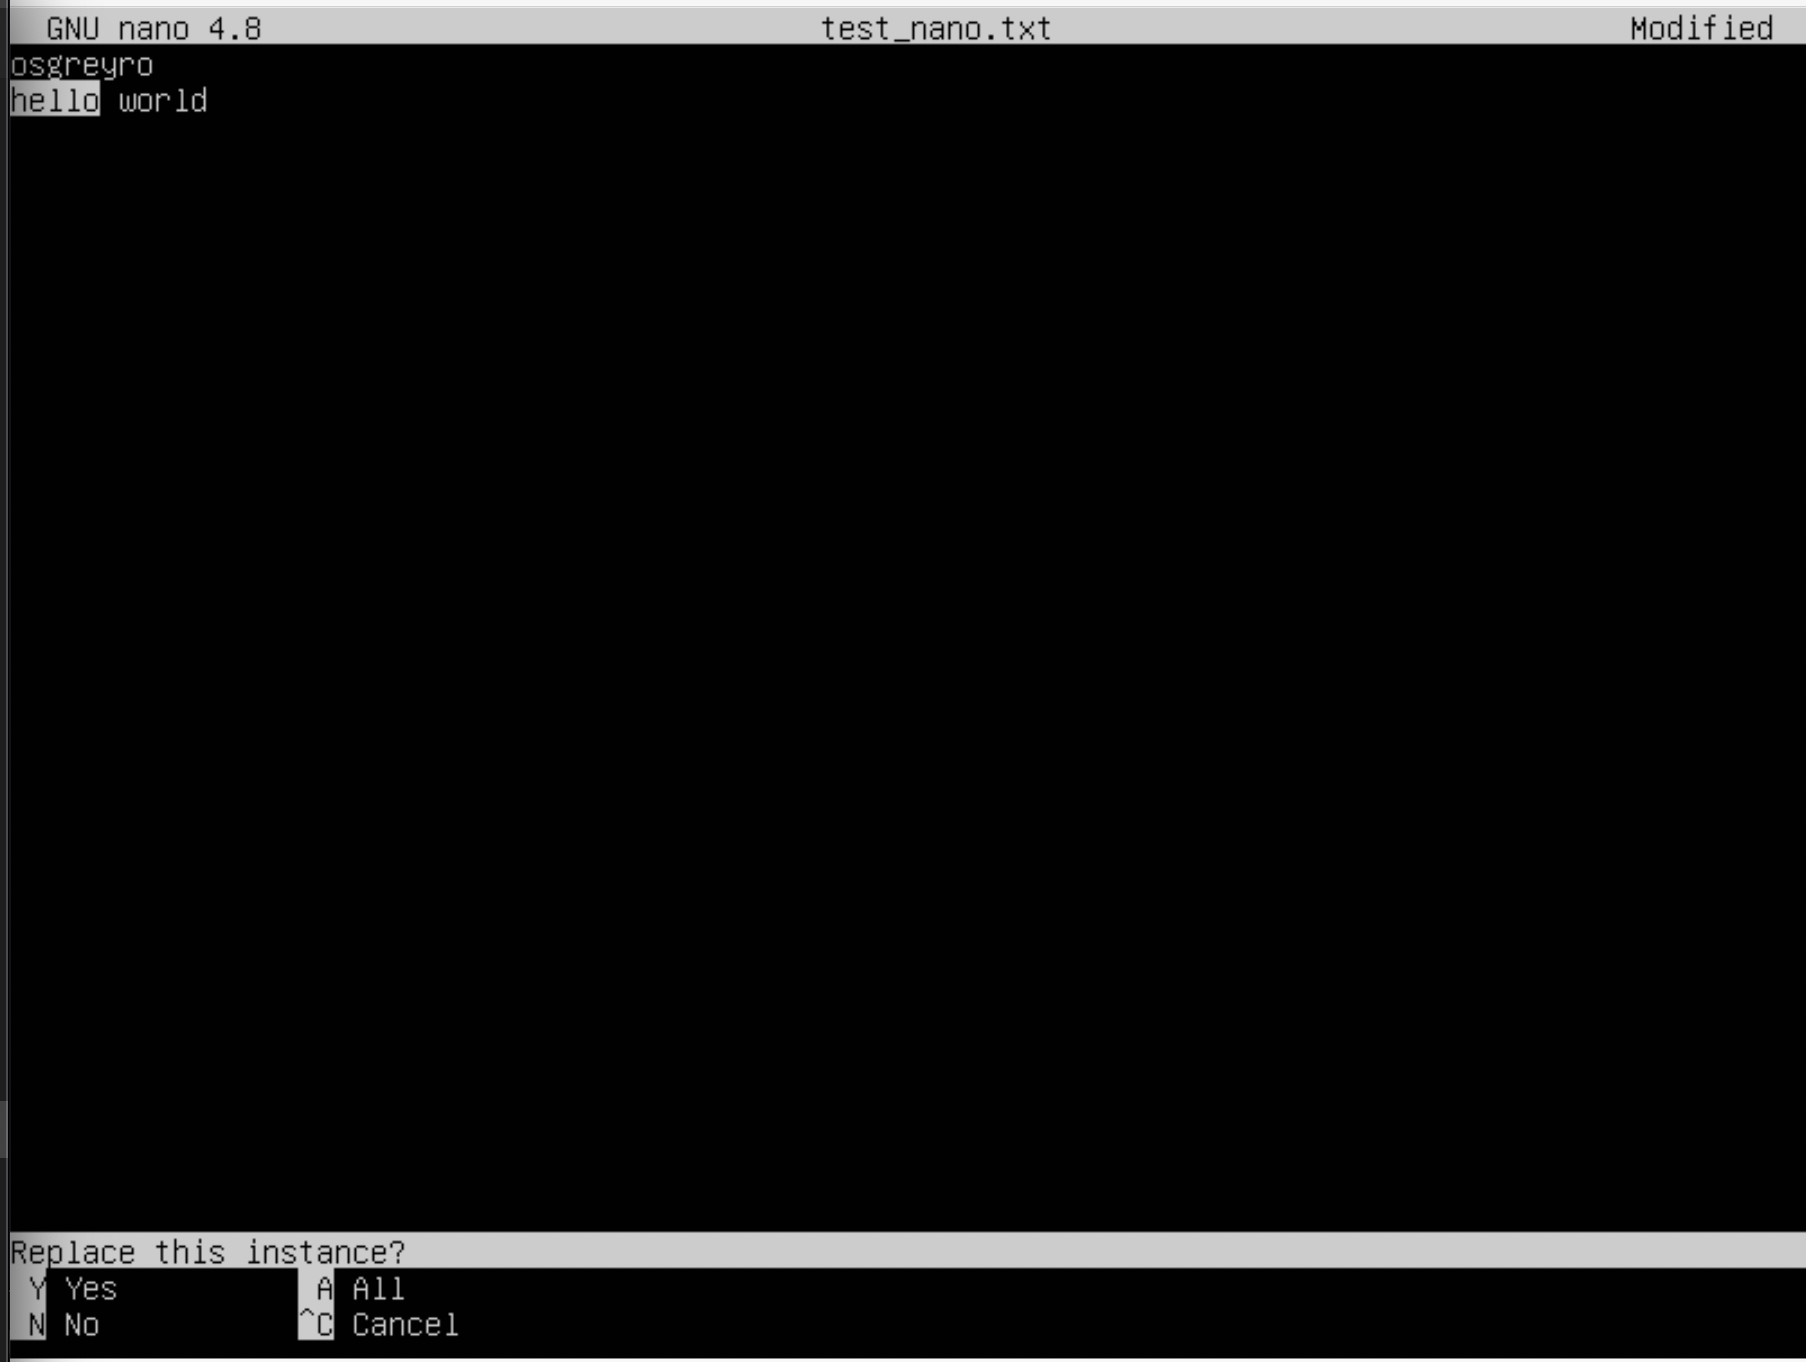 GNU nano 4.8 test_nano.txt Modified
osgreyro
hello world
Replace this instance?
Y Yes A All
N No ^C Cancel